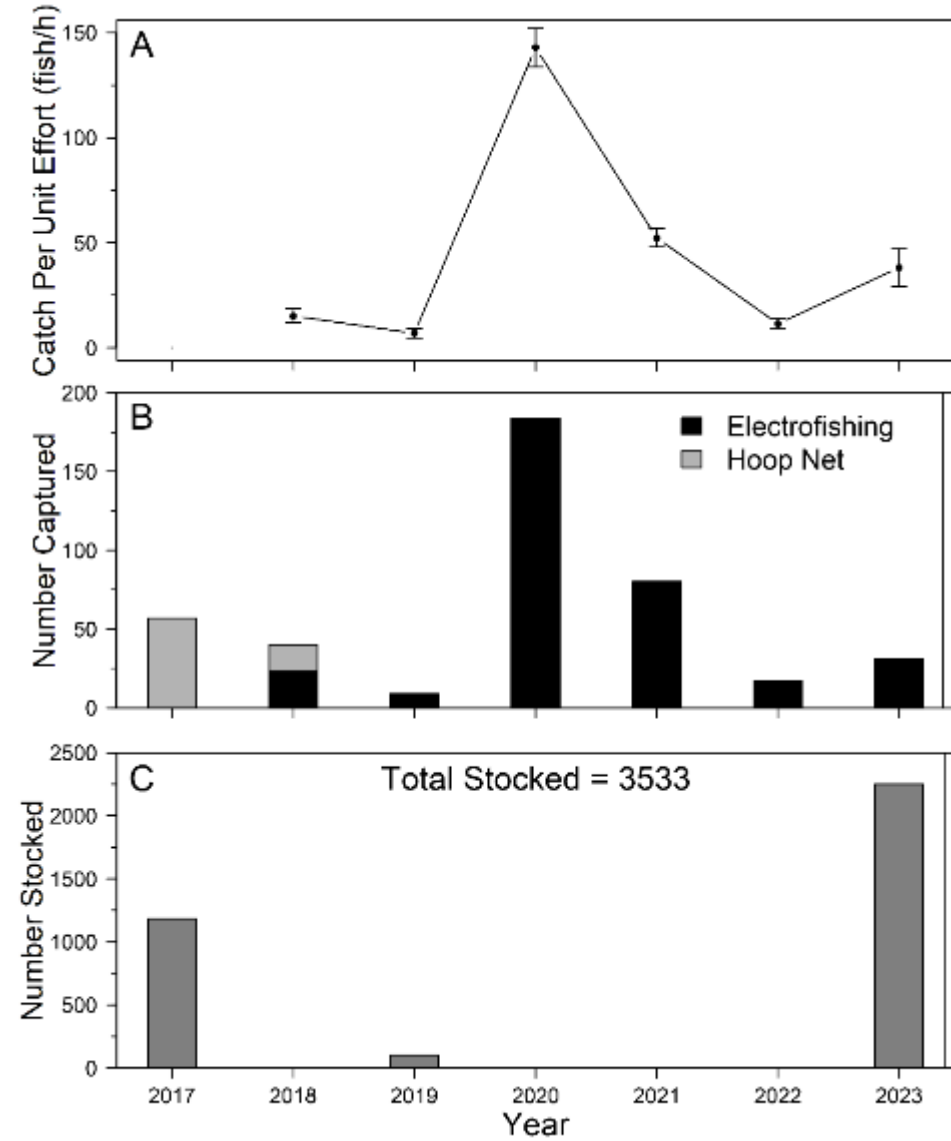 A
Catch Per Unit Effort (fish/h)
150
100
50
0
B
Number Captured
200
150
100
50
0
Electrofishing
Hoop Net
C
Total Stocked = 3533
Number Stocked
2500
2000
1500
1000
500
0
2017 2018 2019 2020 2021 2022 2023
Year